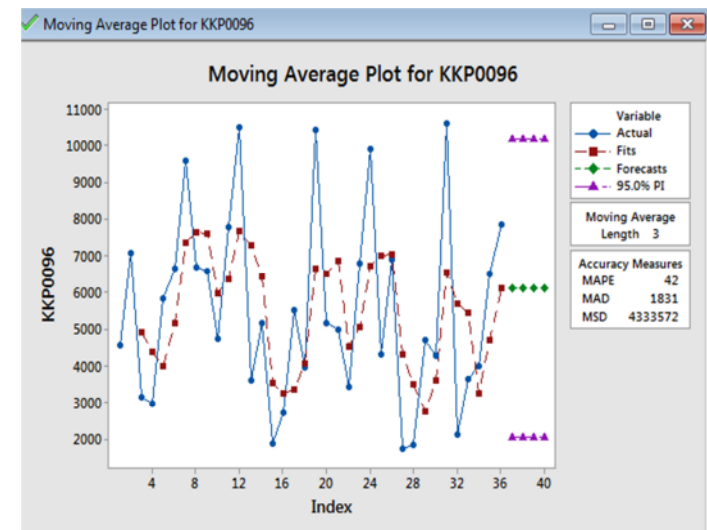 Moving Average Plot for KKP0096
Moving Average Plot for KKP0096
11000
10000
9000
8000
7000
6000
5000
4000
3000
2000
KKP0096
4 8 12 16 20 24 28 32 36 40
Index
Variable
Actual
Fits
Forecasts
95.0% PI
Moving Average
Length 3
Accuracy Measures
MAPE 42
MAD 1831
MSD 4333572